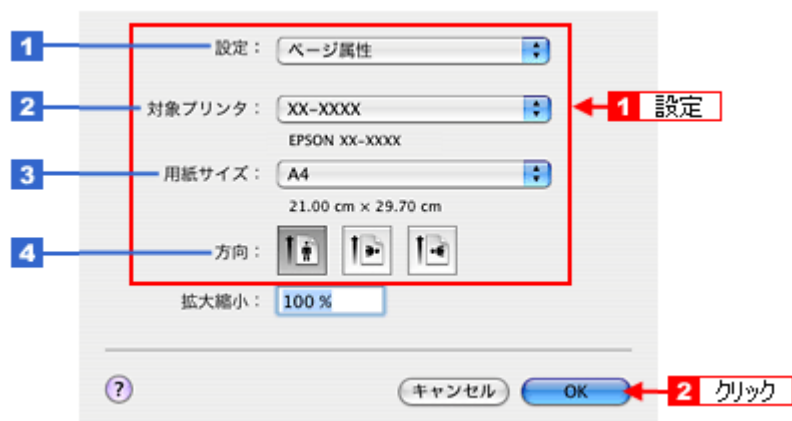 1 設定： ページ属性
2 対象プリンタ： XX-XXXX 1 設定
EPSON XX-XXXX
3 用紙サイズ： A4
21.00 cm × 29.70 cm
4 方向：
拡大縮小： 100 %
? キャンセル OK 2 クリック